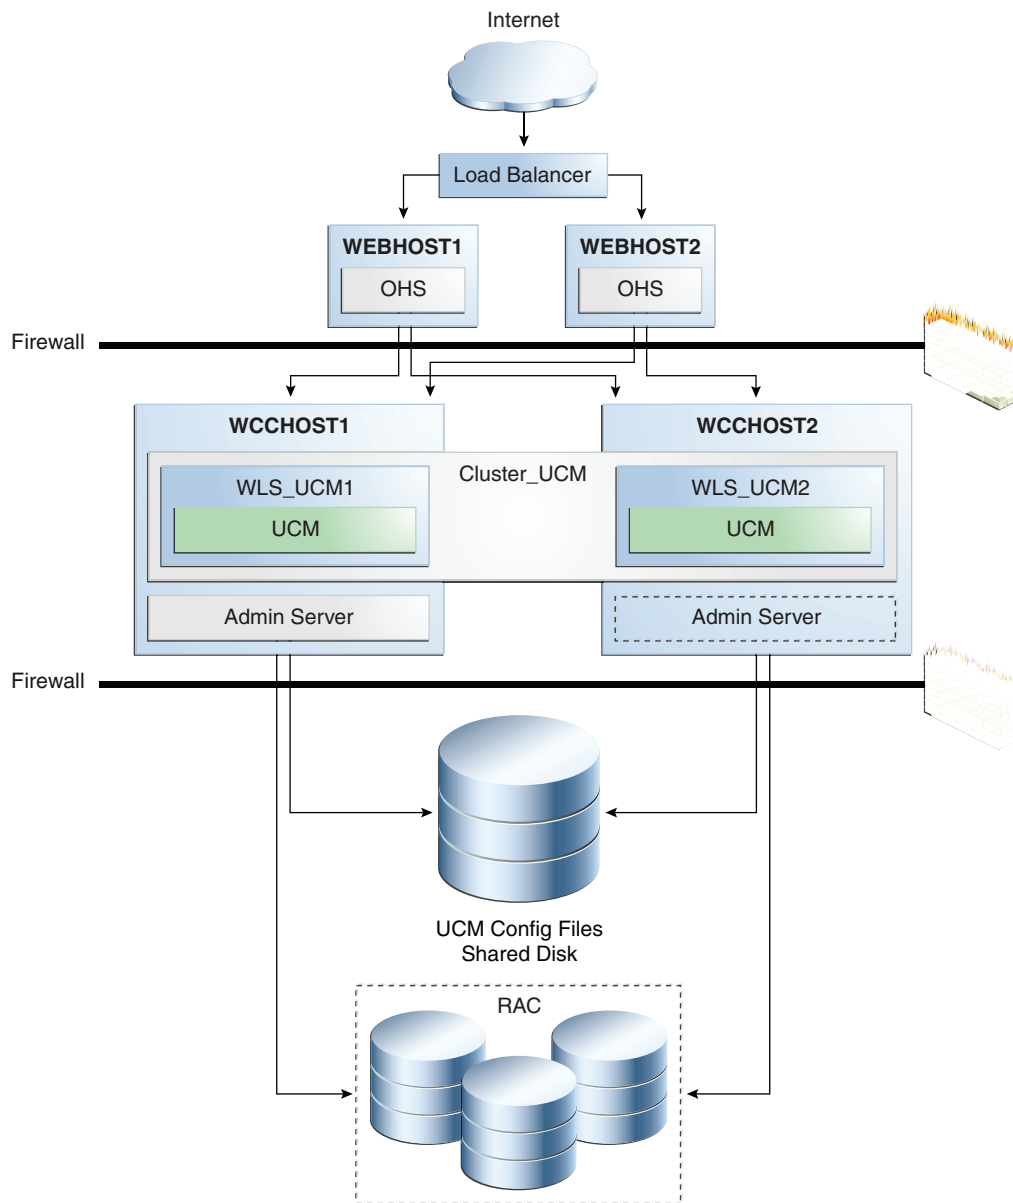 Internet
Load Balancer
WEBHOST1
WEBHOST2
OHS
OHS
Firewall
WCCHOST1
WCCHOST2
Cluster_UCM
WLS_UCM1
WLS_UCM2
UCM
UCM
Admin Server
Admin Server
Firewall
UCM Config Files
Shared Disk
RAC